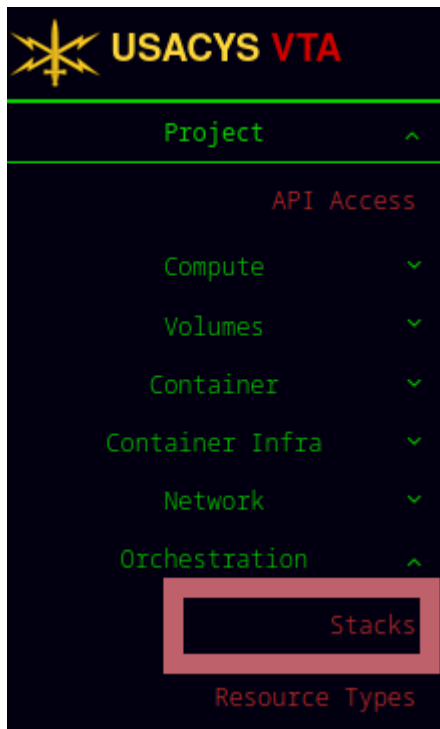 USACYS VTA
Project
API Access
Compute
Volumes
Container
Container Infra
Network
Orchestration
Stacks
Resource Types